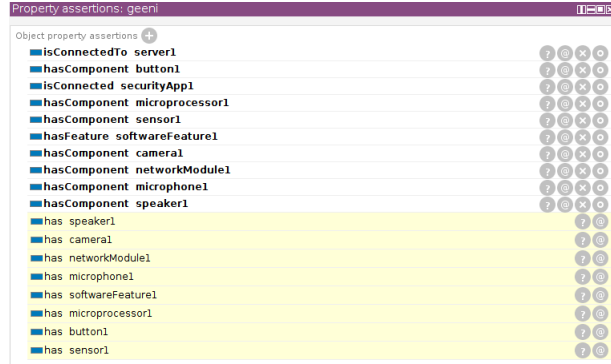 Property assertions: geeni
Object property assertions
isConnectedTo server1
hasComponent button1
isConnected securityApp1
hasComponent microprocessor1
hasComponent sensor1
hasFeature softwareFeature1
hasComponent camera1
hasComponent networkModule1
hasComponent microphone1
hasComponent speaker1
has speaker1
has camera1
has networkModule1
has microphone1
has softwareFeature1
has microprocessor1
has button1
has sensor1